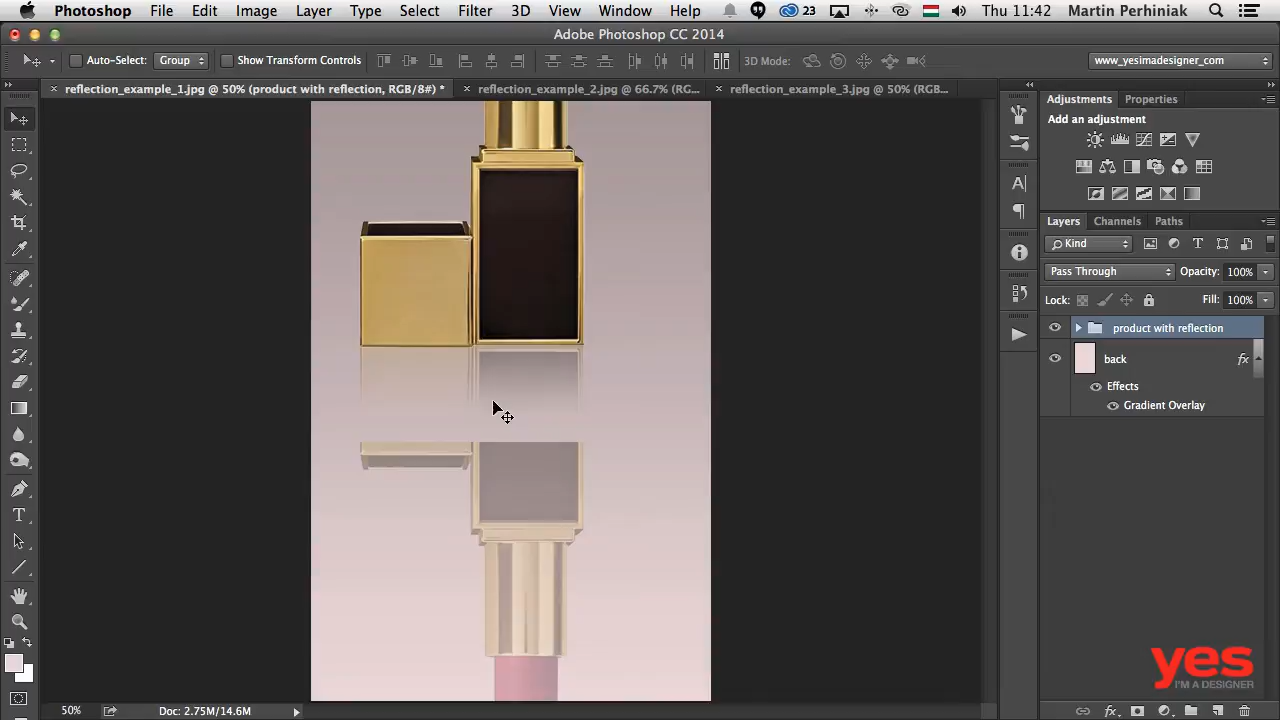 Photoshop File Edit Image Layer Type Select Filter 3D View Window Help 23 Thu 11:42 Martin Perhiniak
Adobe Photoshop CC 2014
Auto-Select: Group Show Transform Controls 3D Mode: www_yesimadesigner_com
reflection_example_1.jpg @ 50% (product with reflection, RGB/8#) * reflection_example_2.jpg @ 66.7% (RG... reflection_example_3.jpg @ 50% (RGB...
Adjustments Properties
Add an adjustment
Layers Channels Paths
Kind
Pass Through Opacity: 100%
Lock: Fill: 100%
product with reflection
back fx
Effects
Gradient Overlay
yes
I'M A DESIGNER
50% Doc: 2.75M/14.6M